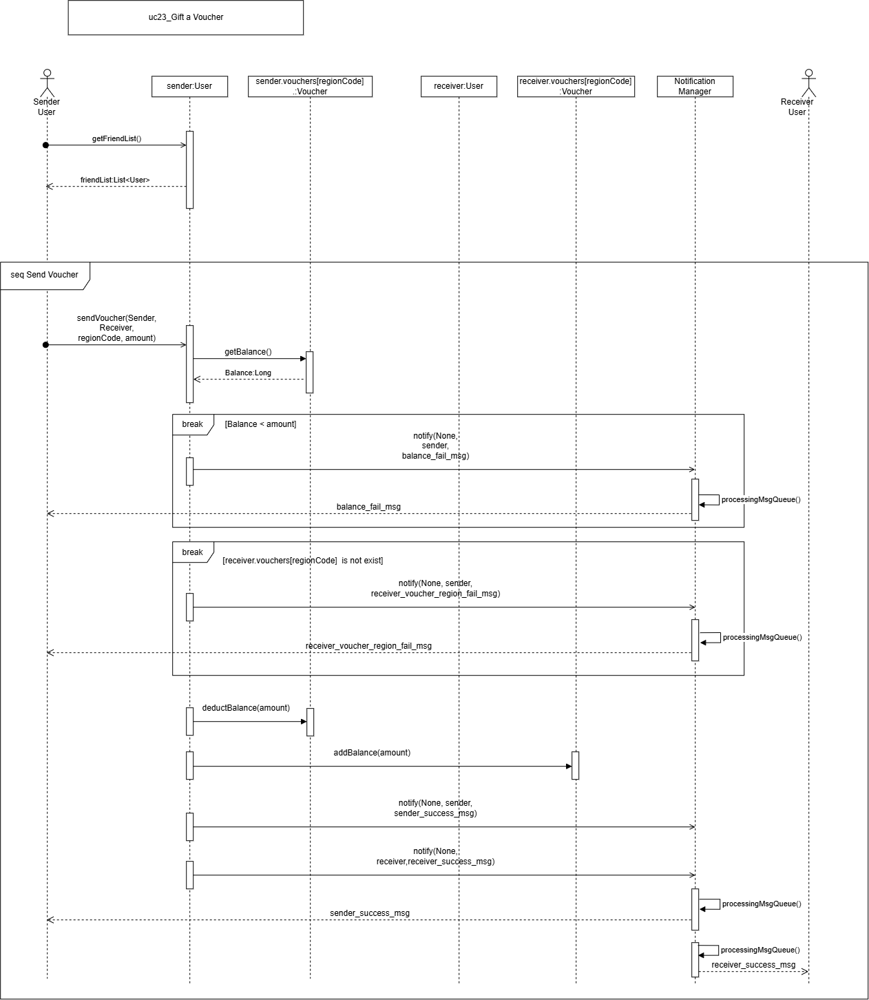 uc23_Gift a Voucher
Sender
User
sender:User
sender.vouchers[regionCode]
.:Voucher
receiver:User
receiver.vouchers[regionCode]
:Voucher
Notification
Manager
Receiver
User
getFriendList()
friendList:List<User>
seq Send Voucher
sendVoucher(Sender,
Receiver,
regionCode, amount)
getBalance()
Balance:Long
break
[Balance < amount]
notify(None,
sender,
balance_fail_msg)
processingMsgQueue()
balance_fail_msg
break
[receiver.vouchers[regionCode]  is not exist]
notify(None, sender,
receiver_voucher_region_fail_msg)
processingMsgQueue()
receiver_voucher_region_fail_msg
deductBalance(amount)
addBalance(amount)
notify(None, sender,
sender_success_msg)
notify(None,
receiver,receiver_success_msg)
processingMsgQueue()
sender_success_msg
processingMsgQueue()
receiver_success_msg